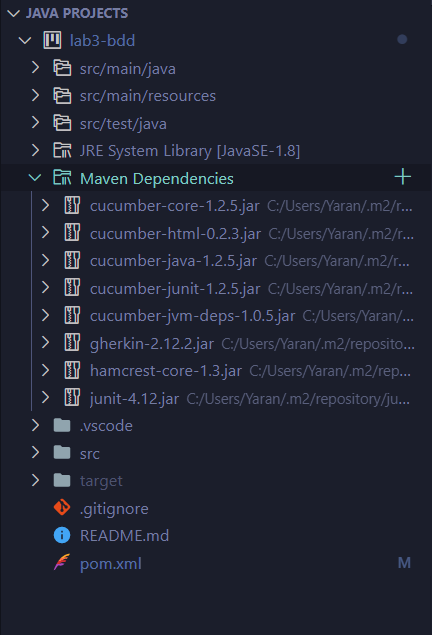 JAVA PROJECTS
lab3-bdd
src/main/java
src/main/resources
src/test/java
JRE System Library [JavaSE-1.8]
Maven Dependencies
cucumber-core-1.2.5.jar C:/Users/Yaran/.m2/r...
cucumber-html-0.2.3.jar C:/Users/Yaran/.m2/r...
cucumber-java-1.2.5.jar C:/Users/Yaran/.m2/r...
cucumber-junit-1.2.5.jar C:/Users/Yaran/.m2/r...
cucumber-jvm-deps-1.0.5.jar C:/Users/Yaran/...
gherkin-2.12.2.jar C:/Users/Yaran/.m2/reposito...
hamcrest-core-1.3.jar C:/Users/Yaran/.m2/rep...
junit-4.12.jar C:/Users/Yaran/.m2/repository/ju...
.vscode
src
target
.gitignore
README.md
pom.xml M